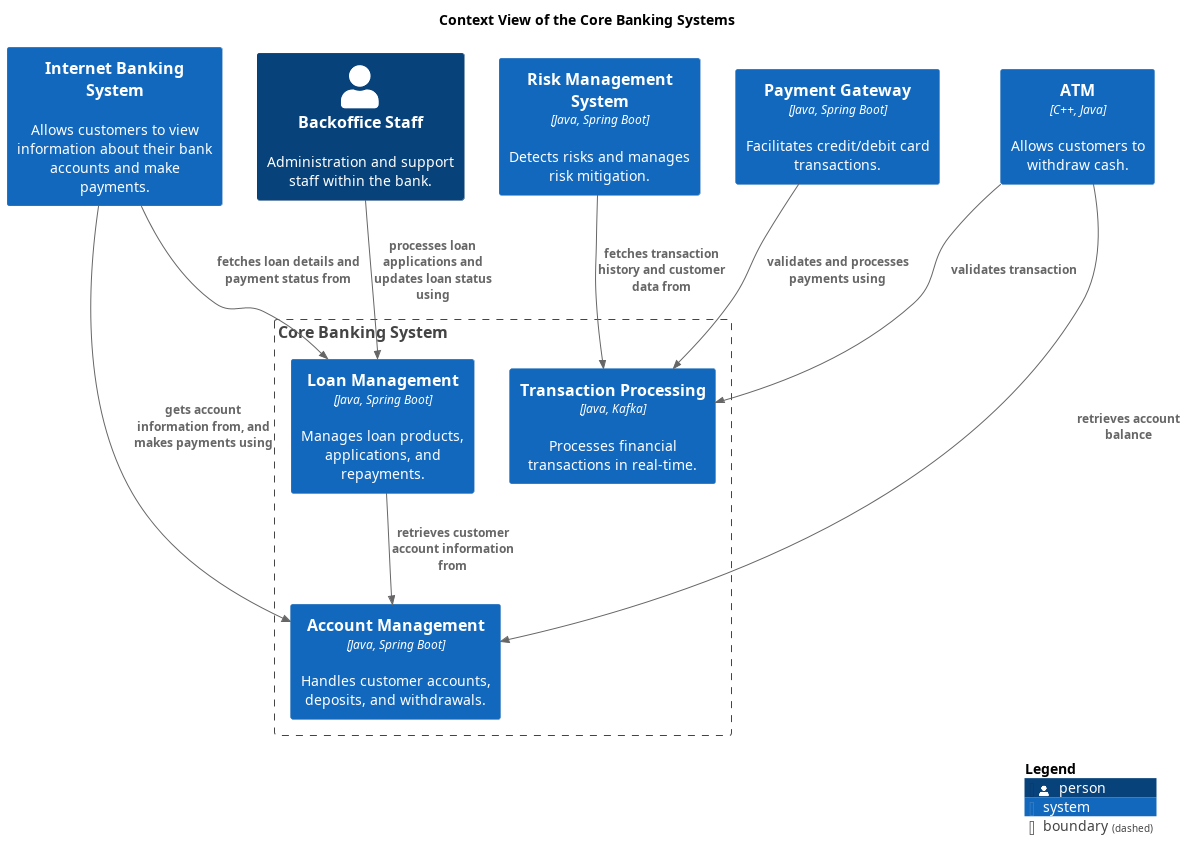 Context View of the Core Banking Systems
Internet Banking
System
Allows customers to view
information about their bank
accounts and make
payments.
Backoffice Staff
Administration and support
staff within the bank.
Risk Management
System
[Java, Spring Boot]
Detects risks and manages
risk mitigation.
Payment Gateway
[Java, Spring Boot]
Facilitates credit/debit card
transactions.
ATM
[C++, Java]
Allows customers to
withdraw cash.
fetches loan details and
payment status from
processes loan
applications and
updates loan status
using
fetches transaction
history and customer
data from
validates and processes
payments using
validates transaction
Core Banking System
Loan Management
[Java, Spring Boot]
Manages loan products,
applications, and
repayments.
Transaction Processing
[Java, Kafka]
Processes financial
transactions in real-time.
gets account
information from, and
makes payments using
retrieves account
balance
retrieves customer
account information
from
Account Management
[Java, Spring Boot]
Handles customer accounts,
deposits, and withdrawals.
Legend
person
system
boundary (dashed)